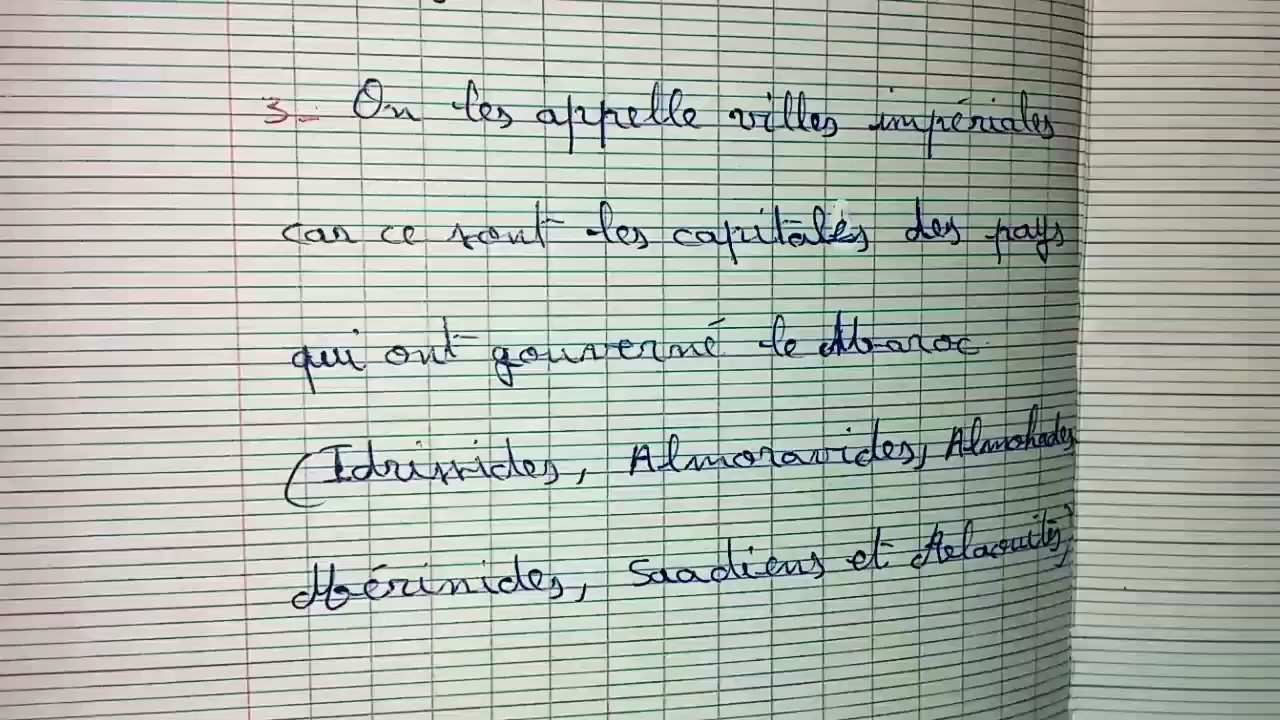 3- On les appelle villes impériales
car ce sont les capitales des pays
qui ont gouverné le Maroc.
(Idrissides, Almoravides, Almohades
Mérinides, Saadiens et Aelaouites)